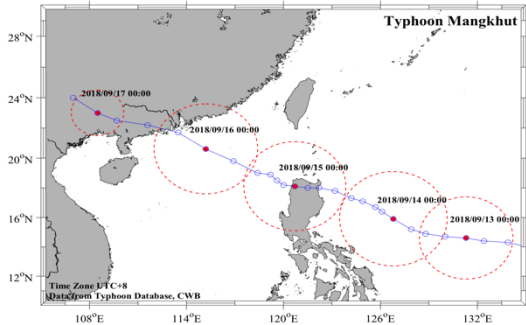 Typhoon Mangkhut
28°N
2018/09/17 00:00
24°N
2018/09/16 00:00
20°N
2018/09/15 00:00
2018/09/14 00:00
16°N
2018/09/13 00:00
12°N
Time Zone UTC+8
Data from Typhoon Database, CWB
108°E
114°E
120°E
126°E
132°E